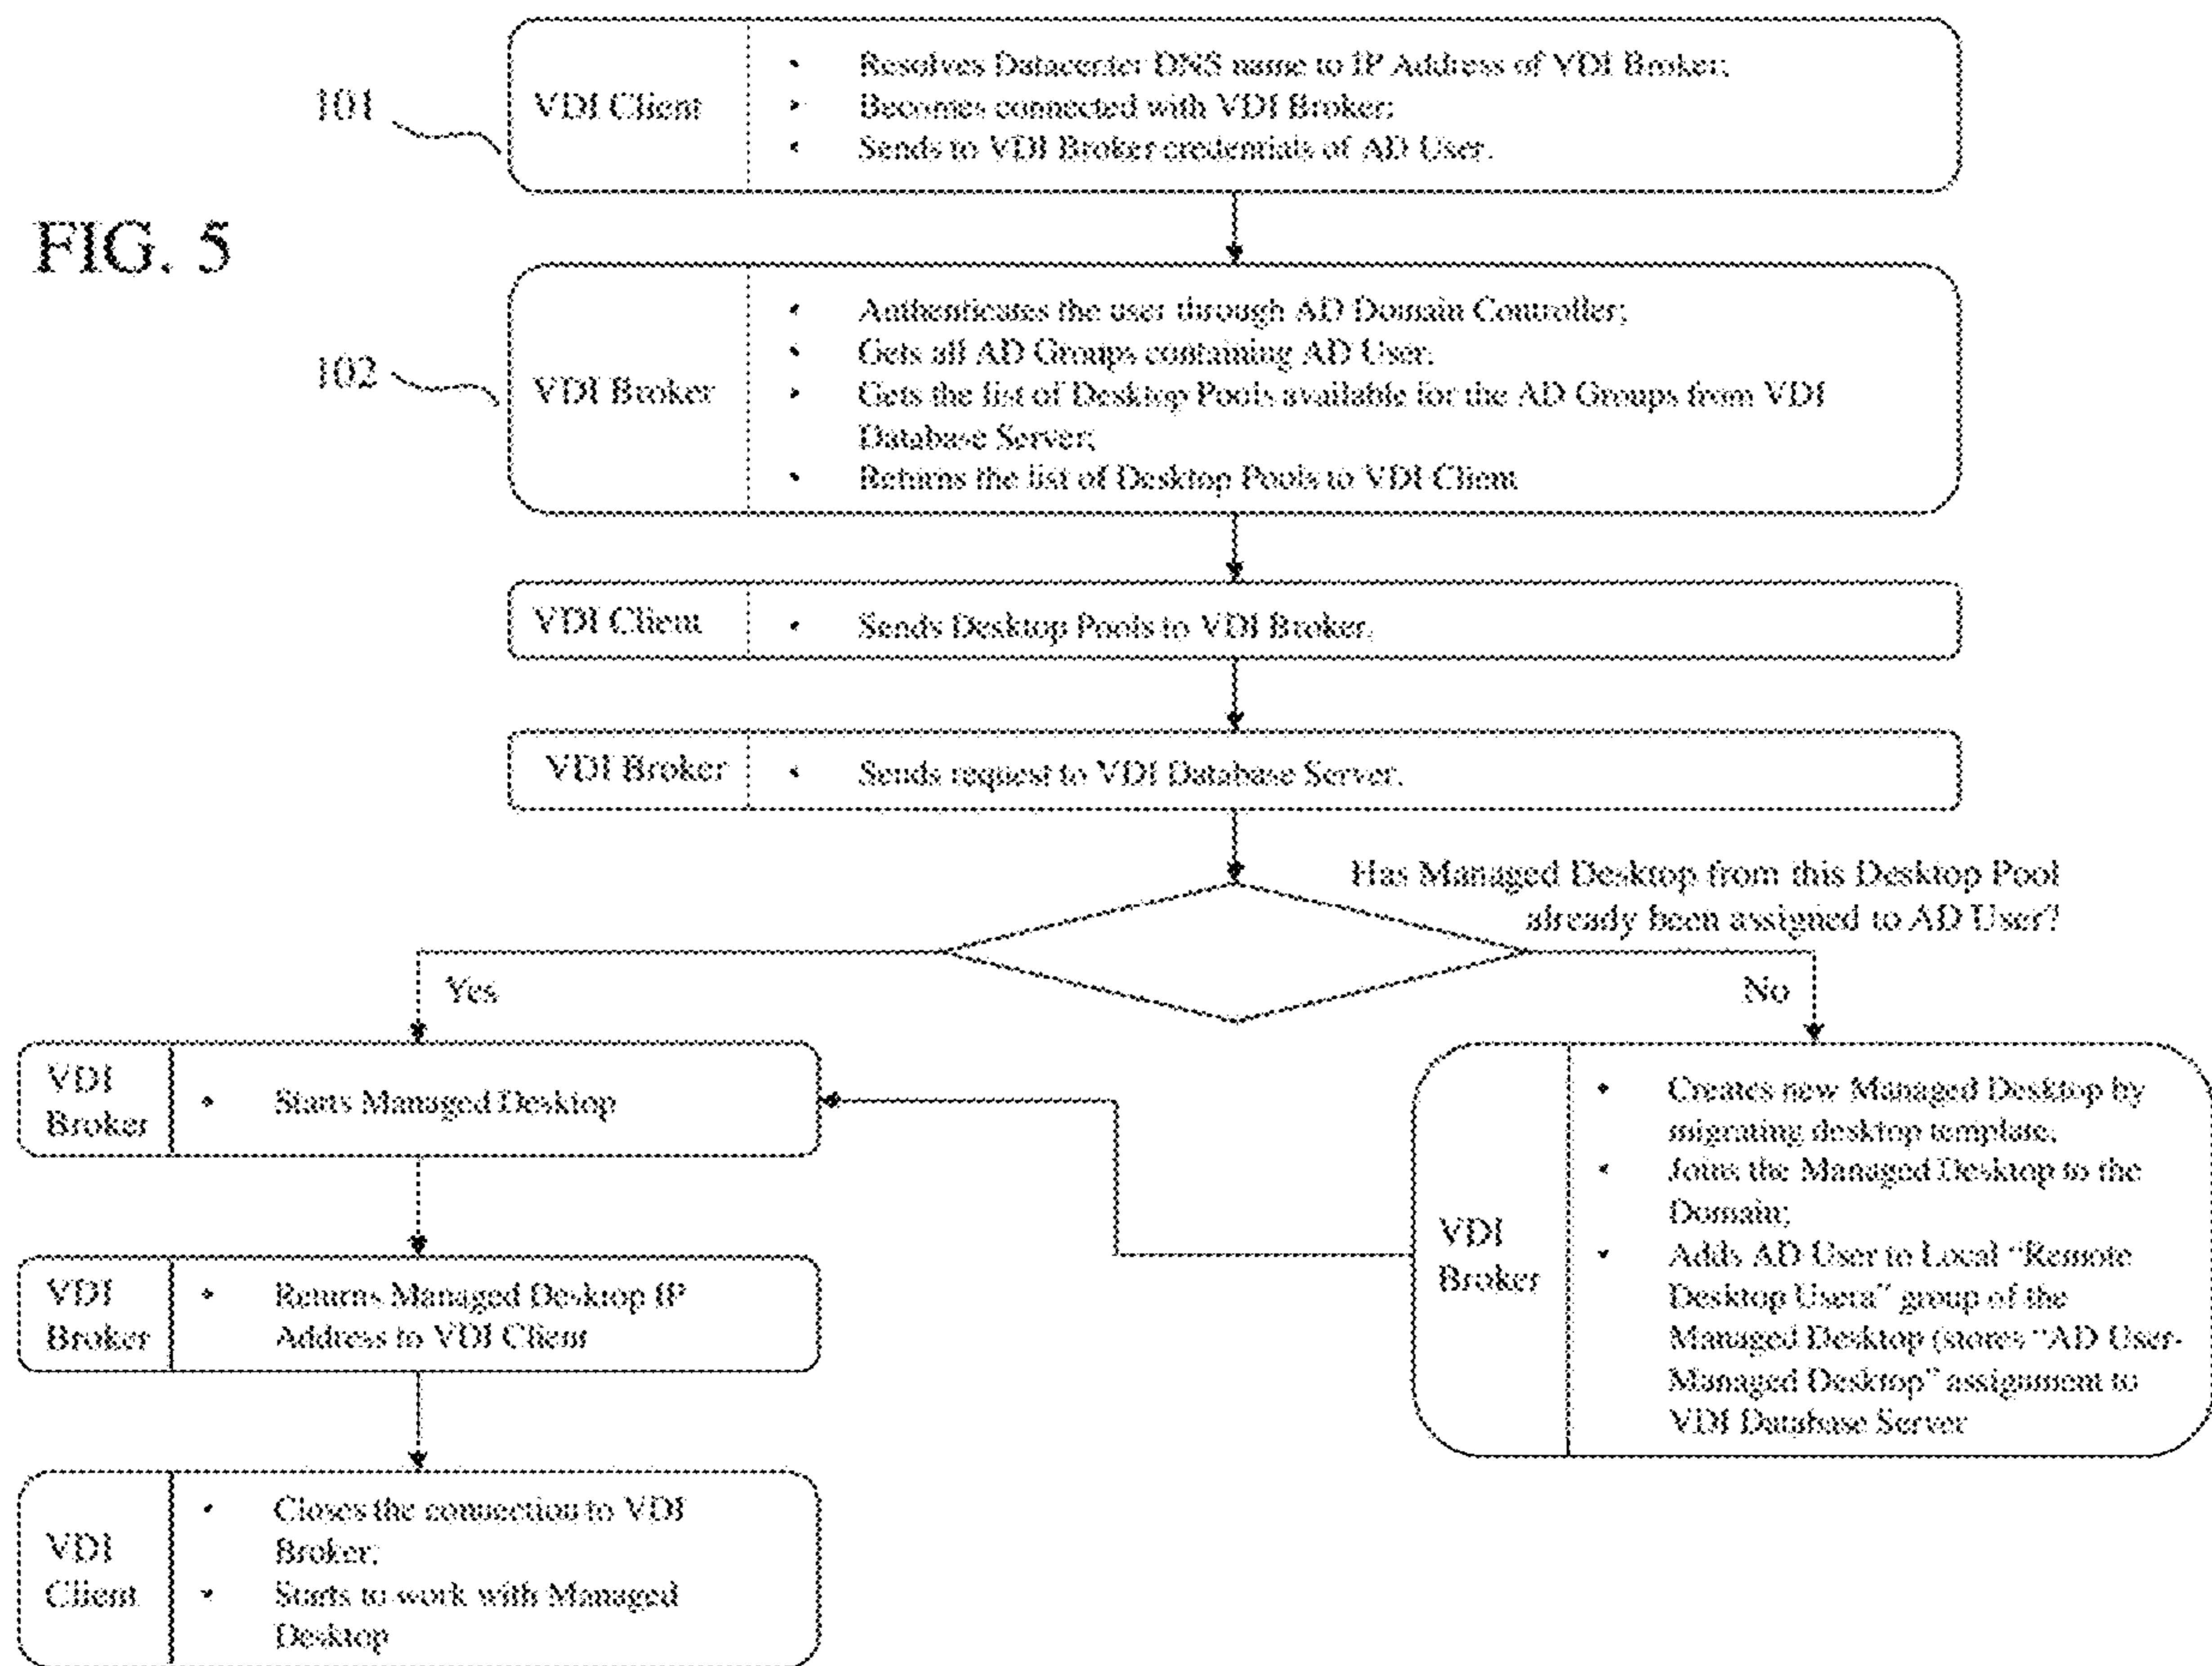 101
VDI Client
• Resolves Datacenter DNS name to IP Address of VDI Broker;
• Becomes connected with VDI Broker;
• Sends to VDI Broker credentials of AD User.
FIG. 5
102
VDI Broker
• Authenticates the user through AD Domain Controller;
• Gets all AD Groups containing AD User.
• Gets the list of Desktop Pools available for the AD Groups from VDI
Database Server;
• Returns the list of Desktop Pools to VDI Client
VDI Client
• Sends Desktop Pools to VDI Broker.
VDI Broker
• Sends request to VDI Database Server.
Has Managed Desktop from this Desktop Pool
already been assigned to AD User?
Yes
No
VDI
Broker
• Starts Managed Desktop
VDI
Broker
• Returns Managed Desktop IP
Address to VDI Client
VDI
Client
• Closes the connection to VDI
Broker;
• Starts to work with Managed
Desktop
VDI
Broker
• Creates new Managed Desktop by
migrating desktop template.
• Joins the Managed Desktop to the
Domain;
• Adds AD User to Local “Remote
Desktop Usera” group of the
Managed Desktop (stores “AD User-
Managed Desktop” assignment to
VDI Database Server